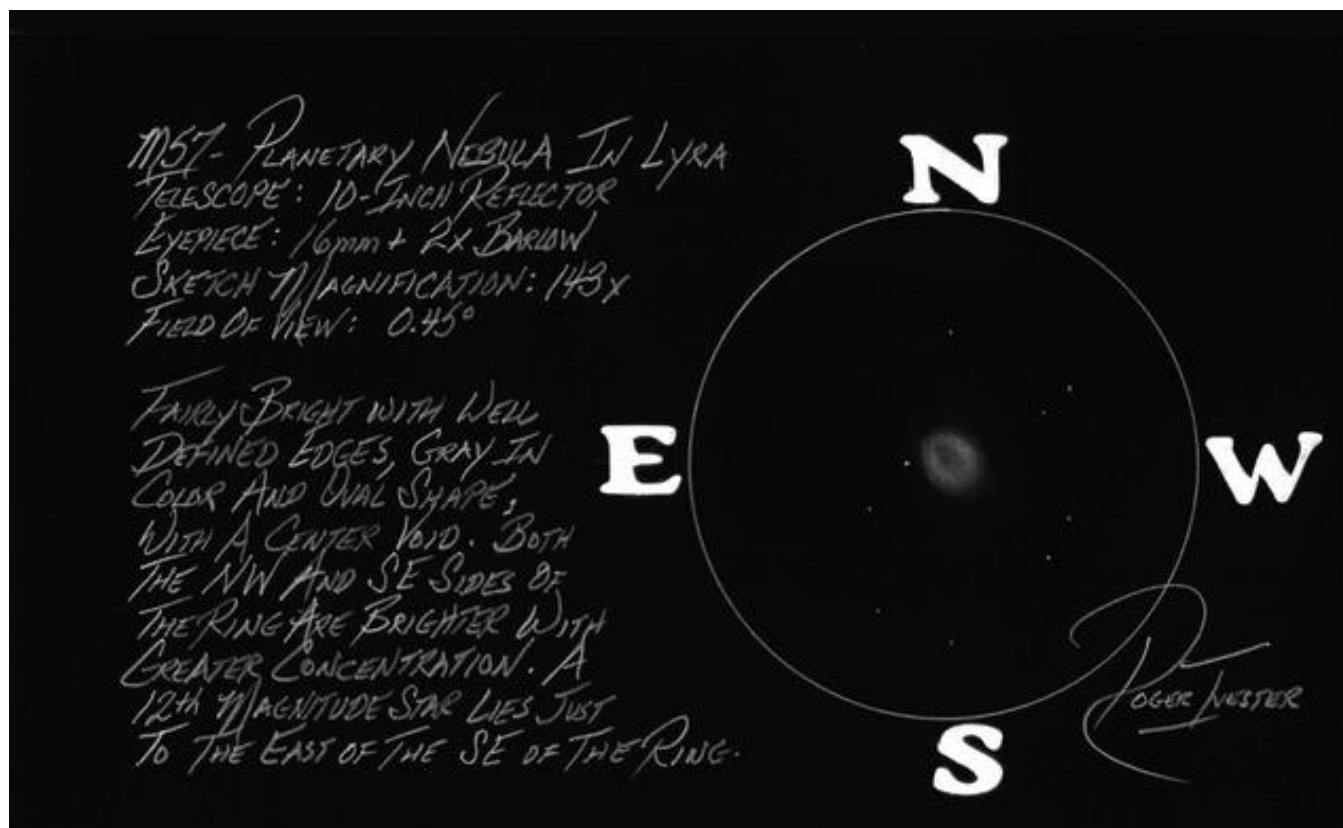 M57- PLANETARY NEBULA IN LYRA
TELESCOPE: 10-INCH REFLECTOR
EYEPIECE: 16mm + 2X BARLOW
SKETCH MAGNIFICATION: 143X
FIELD OF VIEW: 0.45°
FAIRLY BRIGHT WITH WELL
DEFINED EDGES, GRAY IN
COLOR AND OVAL SHAPE,
WITH A CENTER VOID. BOTH
THE NW AND SE SIDES OF
THE RING ARE BRIGHTER WITH
GREATER CONCENTRATION. A
12th MAGNITUDE STAR LIES JUST
TO THE EAST OF THE SE OF THE RING.
N
E
W
S
ROGER IVESTER